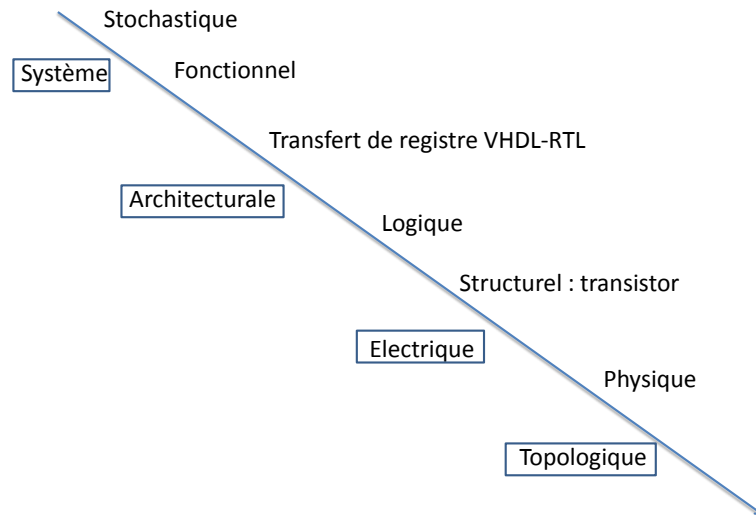 Stochastique
Système
Fonctionnel
Transfert de registre VHDL-RTL
Architecturale
Logique
Structurel : transistor
Electrique
Physique
Topologique